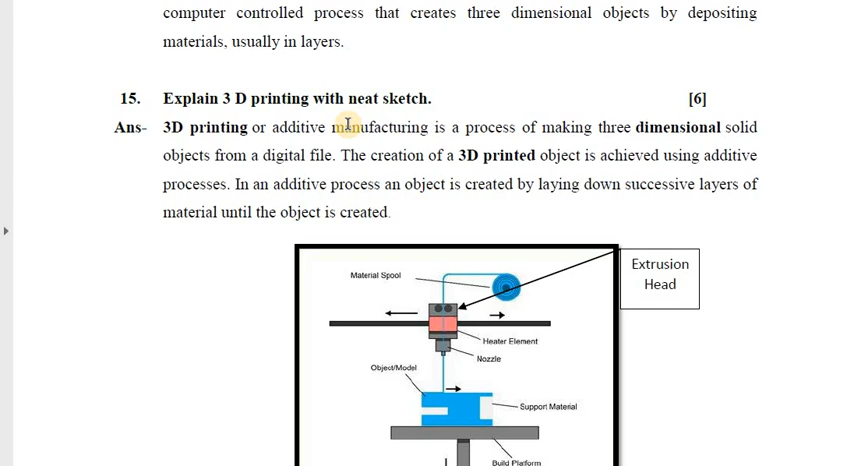 computer controlled process that creates three dimensional objects by depositing
materials, usually in layers.
15. Explain 3 D printing with neat sketch. [6]
Ans- 3D printing or additive manufacturing is a process of making three dimensional solid
objects from a digital file. The creation of a 3D printed object is achieved using additive
processes. In an additive process an object is created by laying down successive layers of
material until the object is created.
Extrusion
Head
Material Spool
Heater Element
Nozzle
Object/Model
Support Material
Build Platform